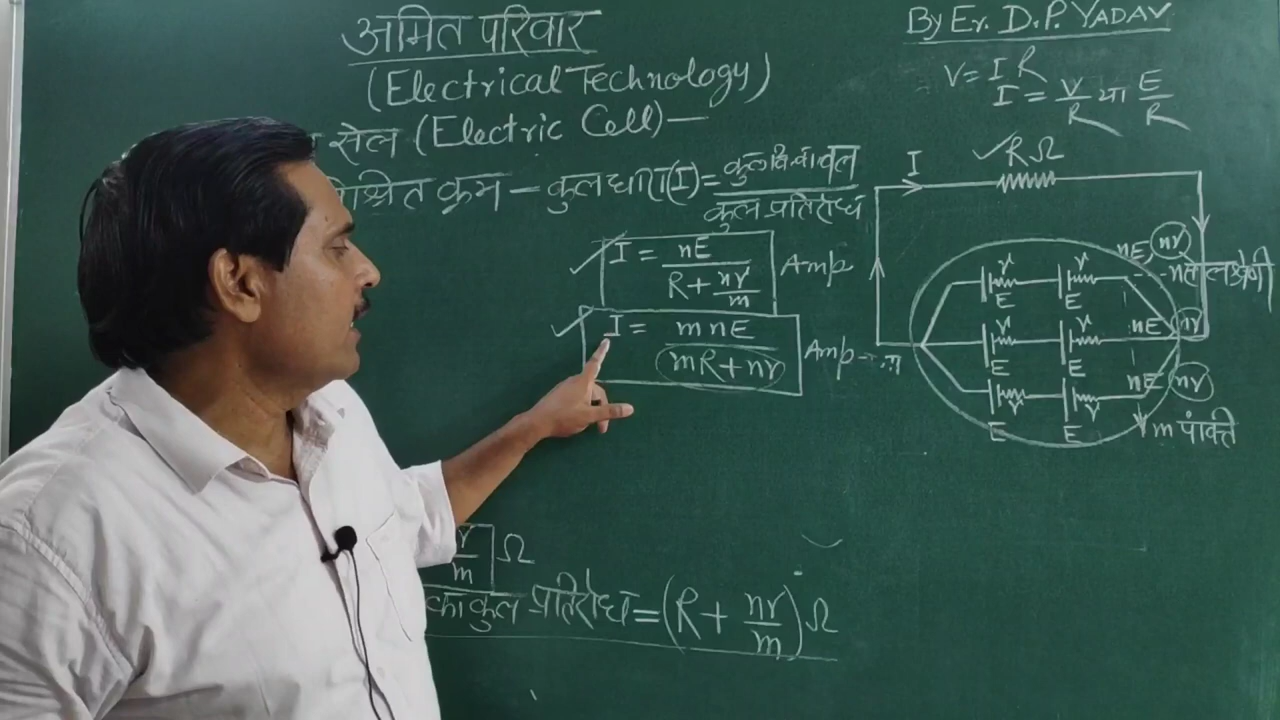 अमित परिवार
(Electrical Technology)
सेल (Electric Cell)—
मिश्रित क्रम – कुल धारा(I) = कुल वि.वा.बल / कुल प्रतिरोध
I = nE / R + nr/m Amp
I = mnE / mR + nr Amp
r/m Ω
का कुल प्रतिरोध = (R + nr/m) Ω
By Er. D.P. YADAV
V = I R
I = V/R या E/R
I RΩ
nE, nr
r r
E E
r r nE nr
E E
r r nE nr
E E
m पंक्ति